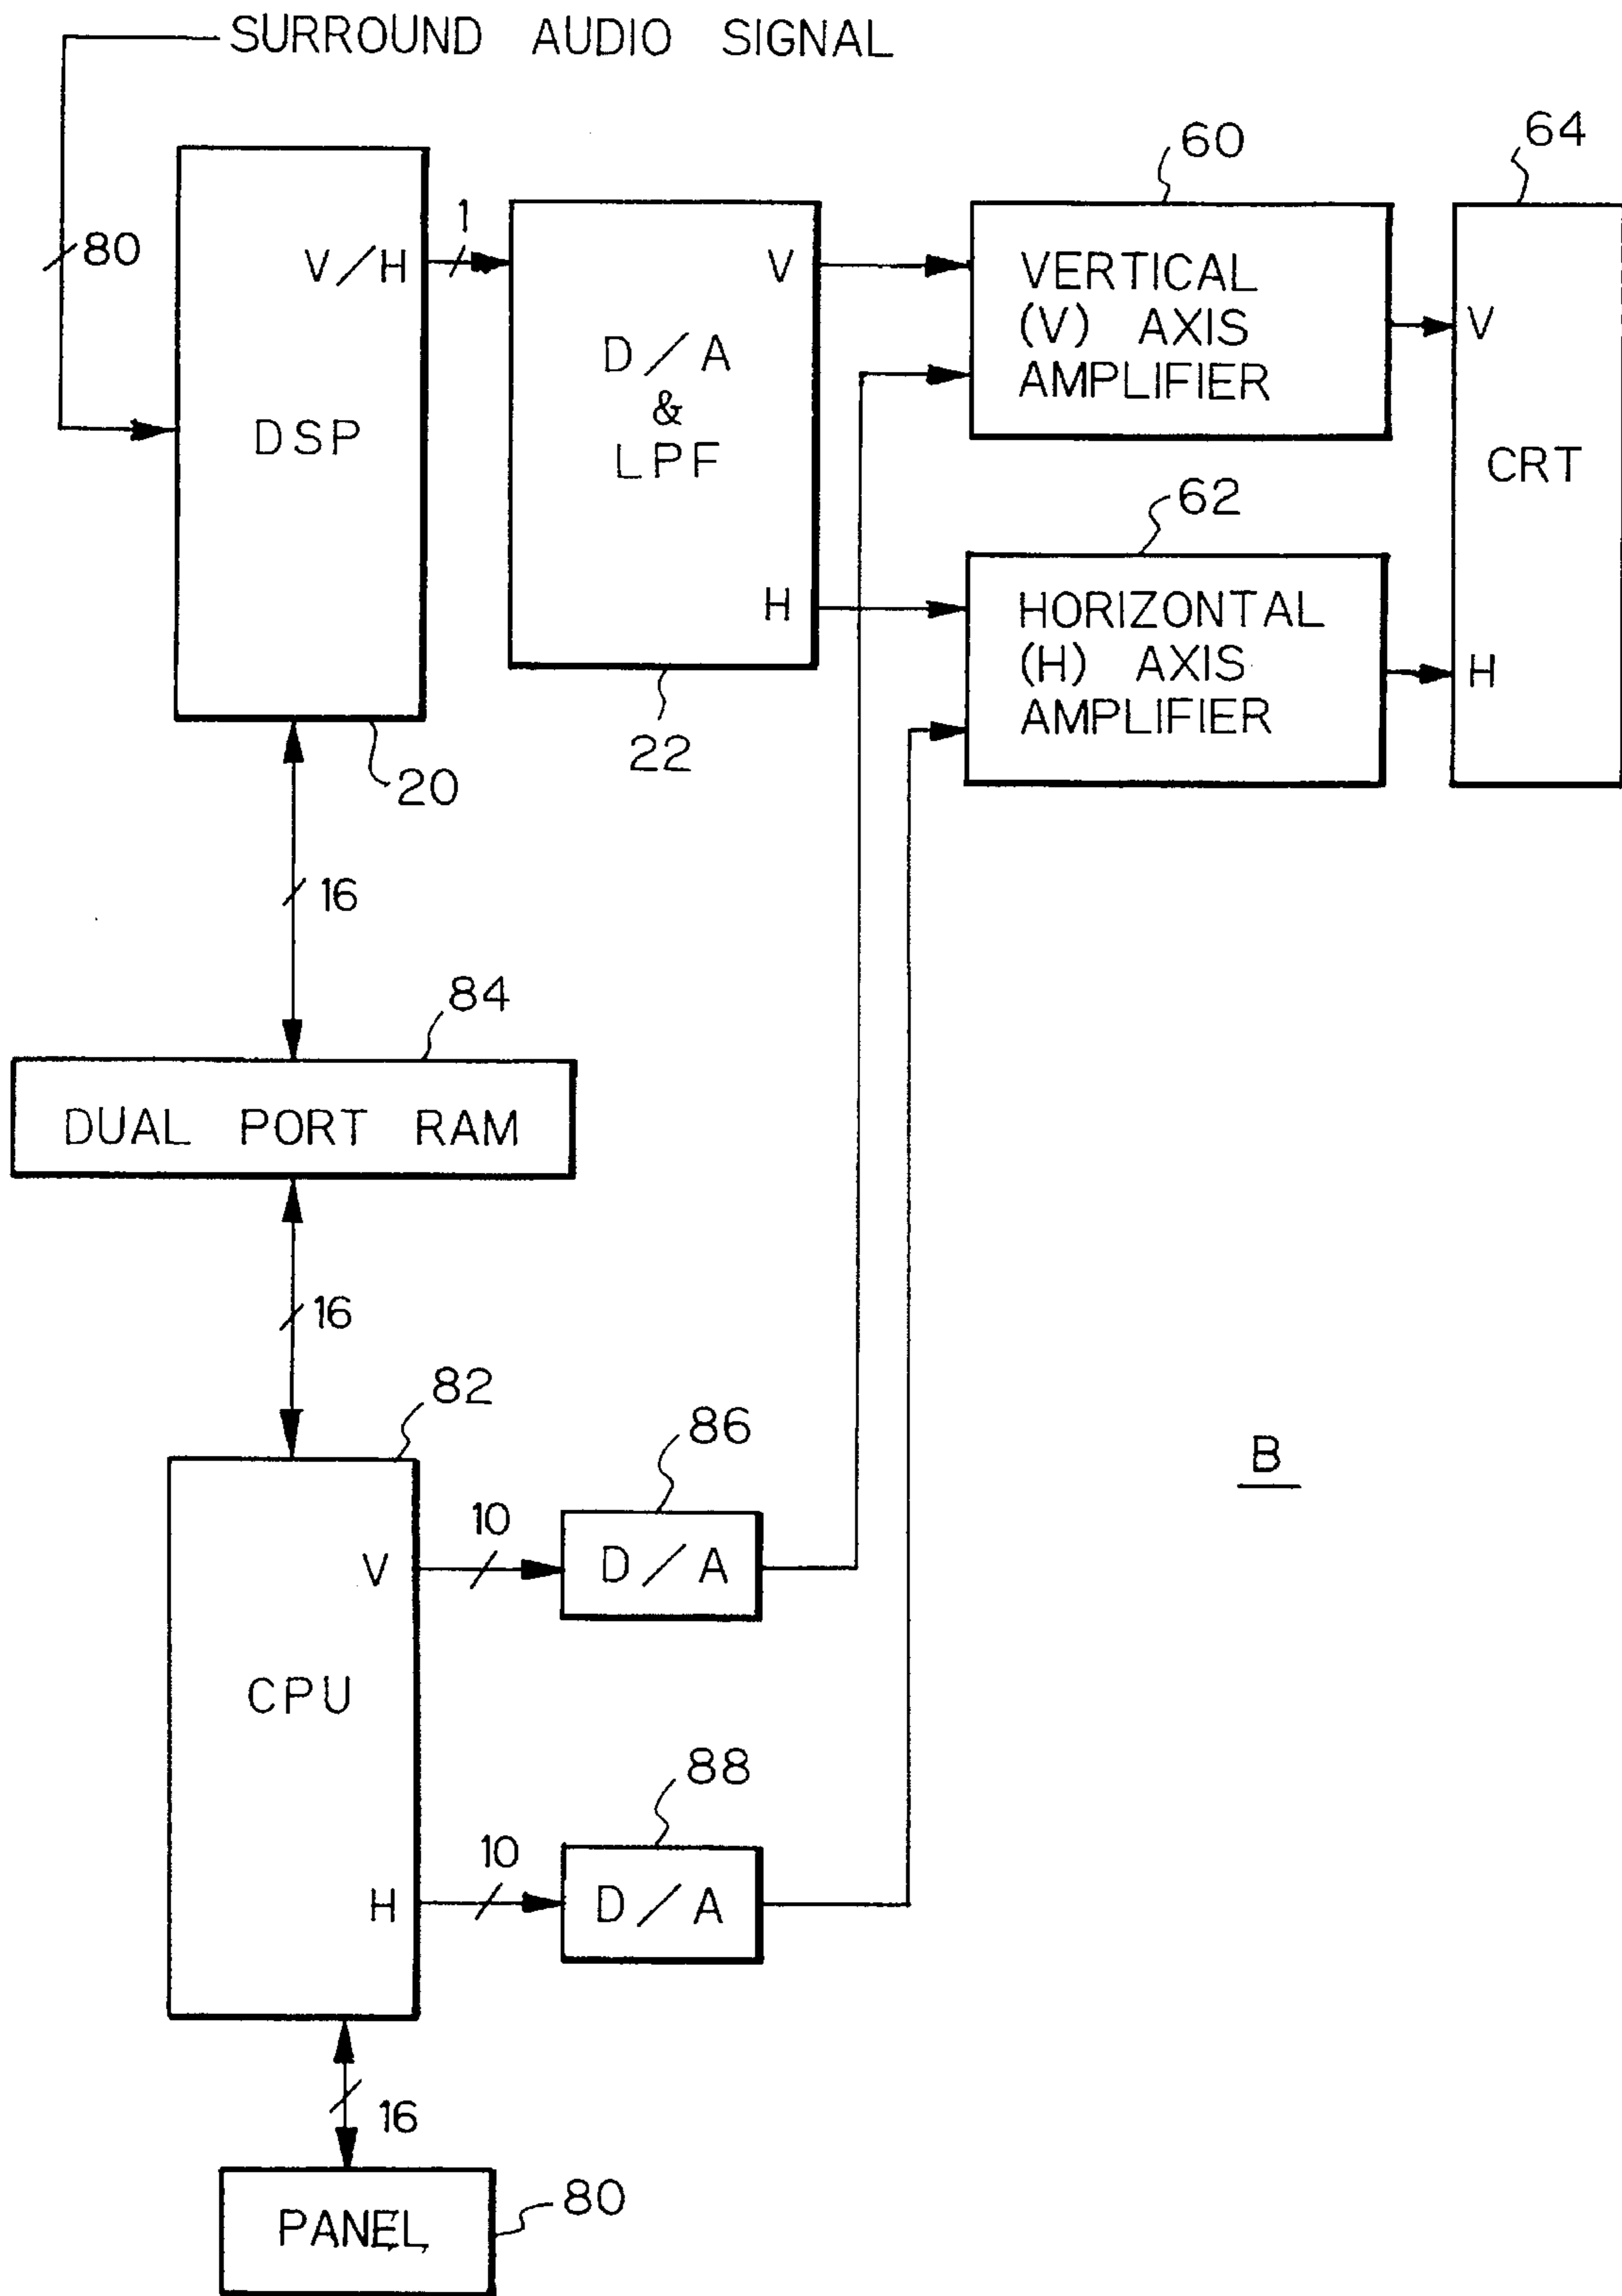 SURROUND AUDIO SIGNAL
80
DSP
V/H
20
1
D/A
&
LPF
V
H
22
60
VERTICAL
(V) AXIS
AMPLIFIER
62
HORIZONTAL
(H) AXIS
AMPLIFIER
64
V
CRT
H
16
84
DUAL PORT RAM
16
82
CPU
V
H
10
86
D/A
10
88
D/A
B
16
PANEL
80